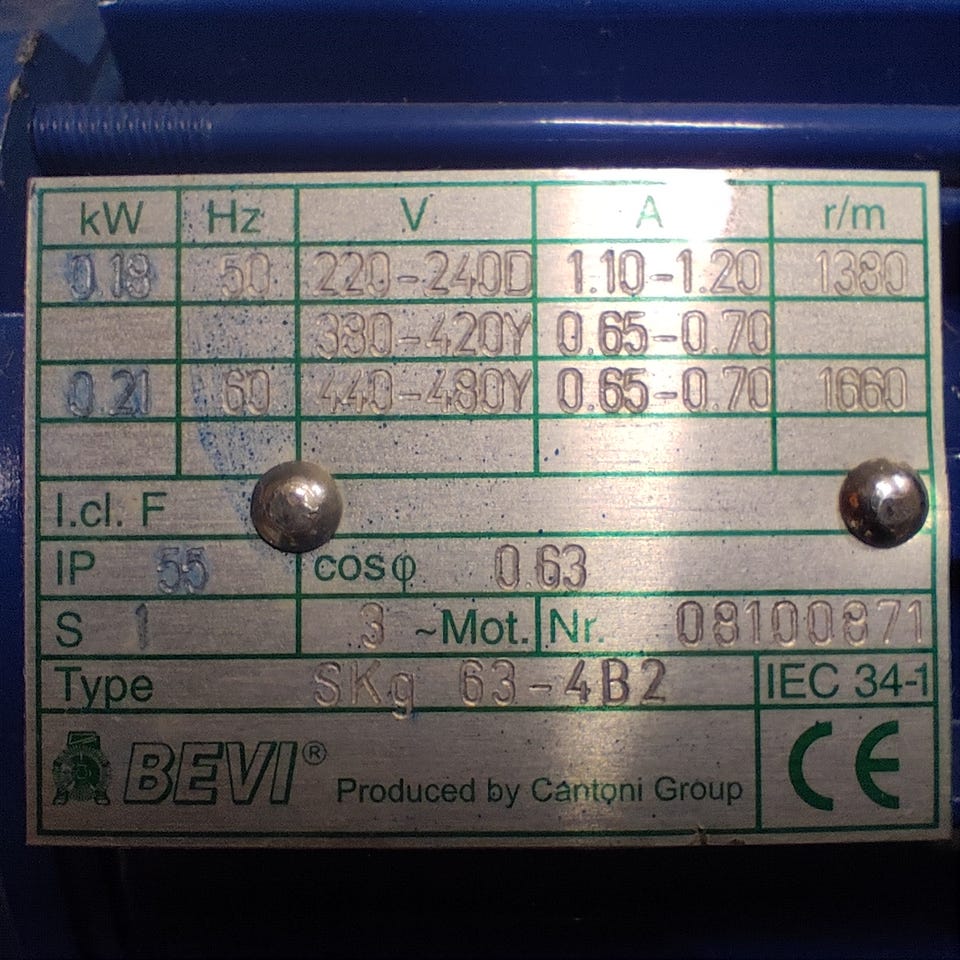 kW Hz V A r/m
0.18 50 220-240D 1.10-1.20 1380
380-420Y 0.65-0.70
0.21 60 440-480Y 0.65-0.70 1660
I.cl. F
IP 55 cosφ 0.63
S 1 3 ~Mot. Nr. 08100871
Type SKg 63-4B2 IEC 34-1
BEVI® Produced by Cantoni Group CE